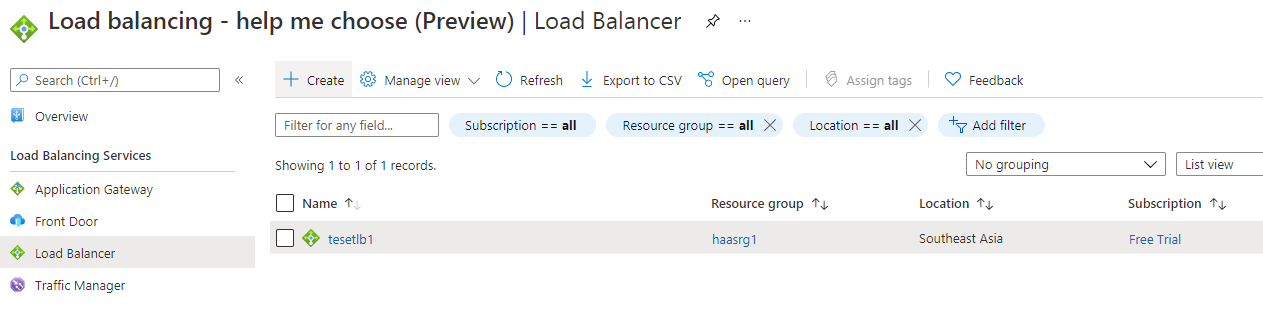 Load balancing - help me choose (Preview) | Load Balancer ...
Search (Ctrl+/) «
Create Manage view Refresh Export to CSV Open query Assign tags Feedback
Overview
Filter for any field... Subscription == all Resource group == all Location == all Add filter
Load Balancing Services
Showing 1 to 1 of 1 records. No grouping List view
Application Gateway
Name Resource group Location Subscription
Front Door
tesetlb1 haasrg1 Southeast Asia Free Trial
Load Balancer
Traffic Manager